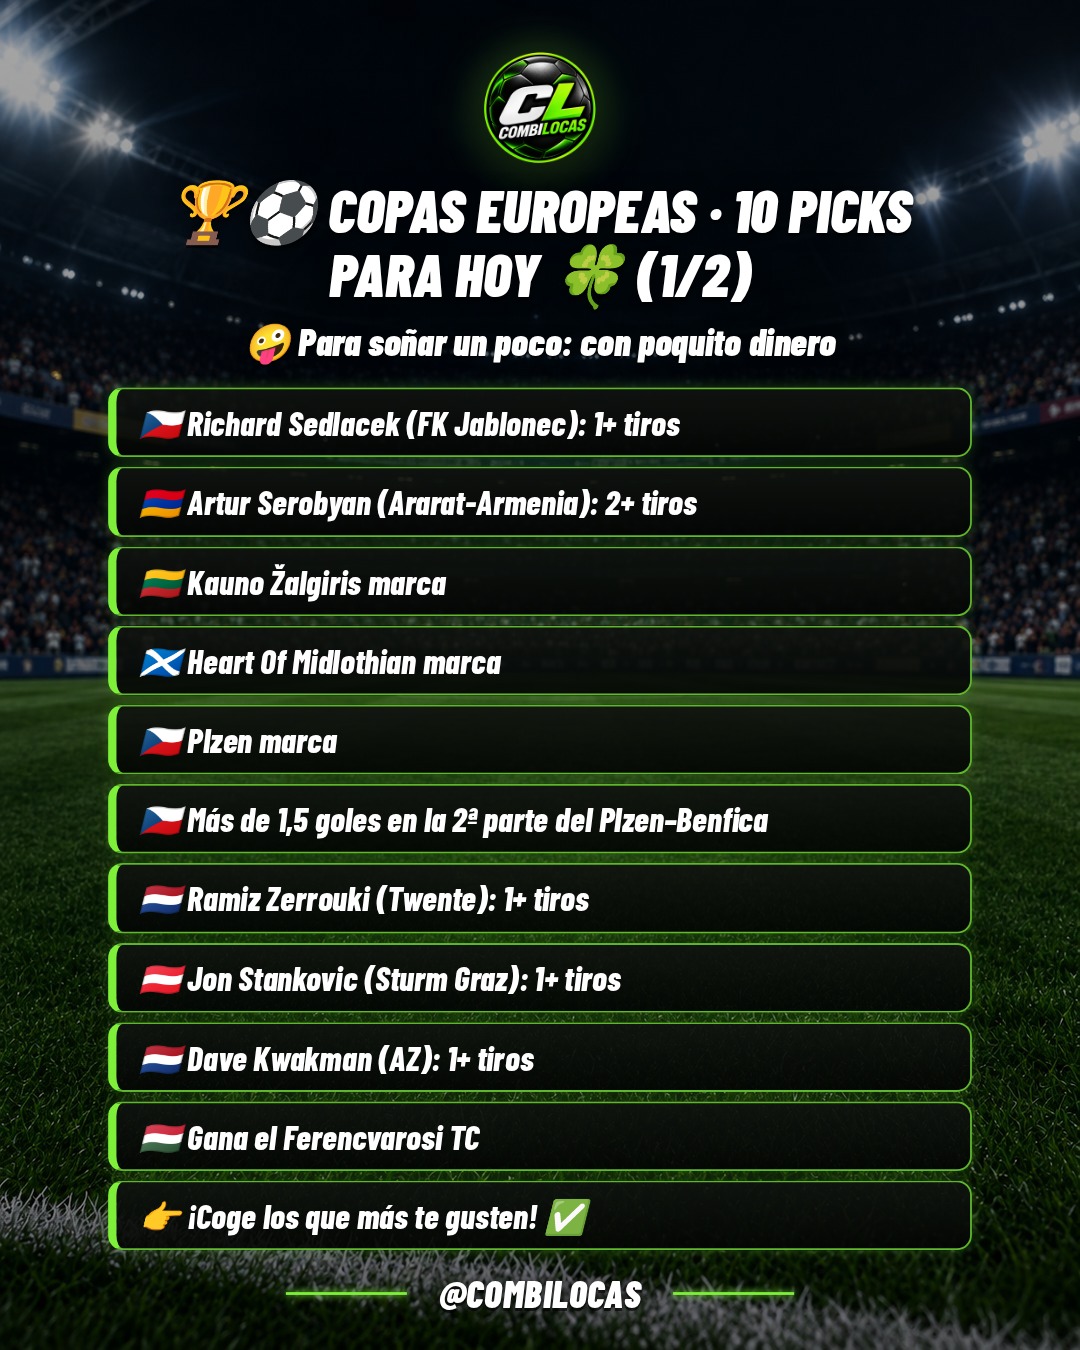 CL
COMBILOCAS
🏆⚽ COPAS EUROPEAS · 10 PICKS
PARA HOY 🍀 (1/2)
🤪 Para soñar un poco: con poquito dinero
🇨🇿 Richard Sedlacek (FK Jablonec): 1+ tiros
🇦🇲 Artur Serobyan (Ararat-Armenia): 2+ tiros
🇱🇹 Kauno Žalgiris marca
🏴󠁧󠁢󠁳󠁣󠁴󠁿 Heart Of Midlothian marca
🇨🇿 Plzen marca
🇨🇿 Más de 1,5 goles en la 2ª parte del Plzen-Benfica
🇳🇱 Ramiz Zerrouki (Twente): 1+ tiros
🇦🇹 Jon Stankovic (Sturm Graz): 1+ tiros
🇳🇱 Dave Kwakman (AZ): 1+ tiros
🇭🇺 Gana el Ferencvarosi TC
👉 ¡Coge los que más te gusten! ✅
@COMBILOCAS